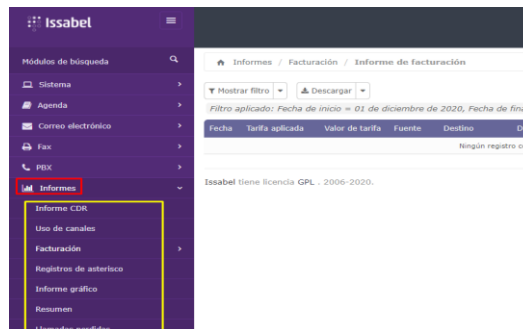 Issabel
Módulos de búsqueda
Sistema
Agenda
Correo electrónico
Fax
PBX
Informes
Informe CDR
Uso de canales
Facturación
Registros de asterisco
Informe gráfico
Resumen
Llamadas perdidas
Informes / Facturación / Informe de facturación
Mostrar filtro Descargar
Filtro aplicado: Fecha de inicio = 01 de diciembre de 2020, Fecha de fina
Fecha Tarifa aplicada Valor de tarifa Fuente Destino D
Ningún registro c
Issabel tiene licencia GPL . 2006-2020.